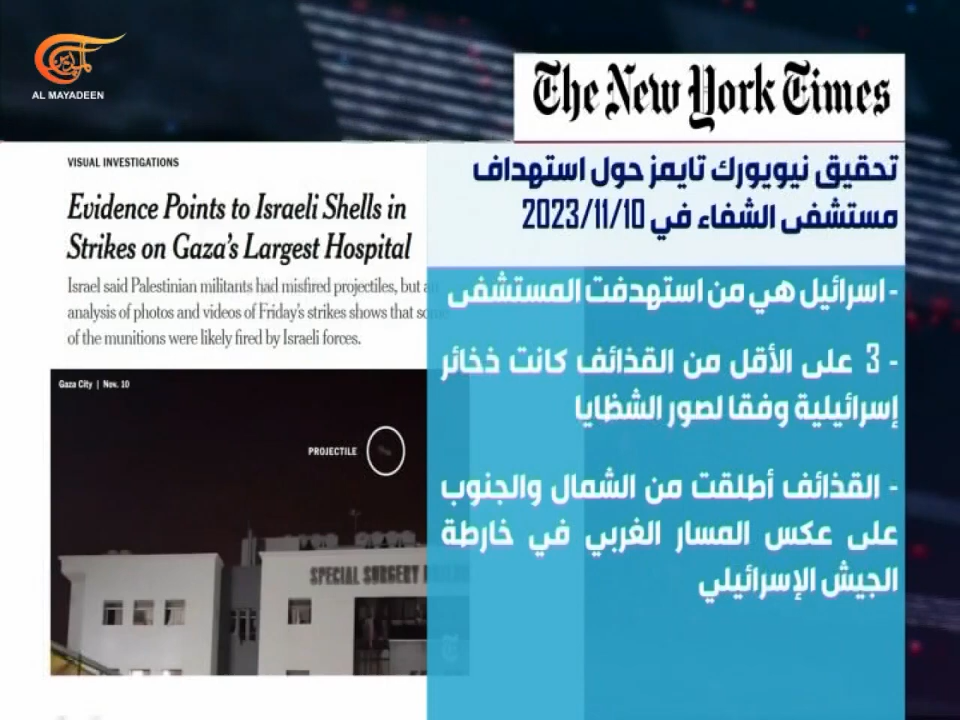 AL MAYADEEN
The New York Times
تحقيق نيويورك تايمز حول استهداف
مستشفى الشفاء في 2023/11/10
- اسرائيل هي من استهدفت المستشفى
- 3 على الأقل من القذائف كانت ذخائر
إسرائيلية وفقا لصور الشظايا
- القذائف أطلقت من الشمال والجنوب
على عكس المسار الغربي في خارطة
الجيش الإسرائيلي
VISUAL INVESTIGATIONS
Evidence Points to Israeli Shells in
Strikes on Gaza's Largest Hospital
Israel said Palestinian militants had misfired projectiles, but an
analysis of photos and videos of Friday's strikes shows that some
of the munitions were likely fired by Israeli forces.
Gaza City | Nov. 10
PROJECTILE
SPECIAL SURGERY